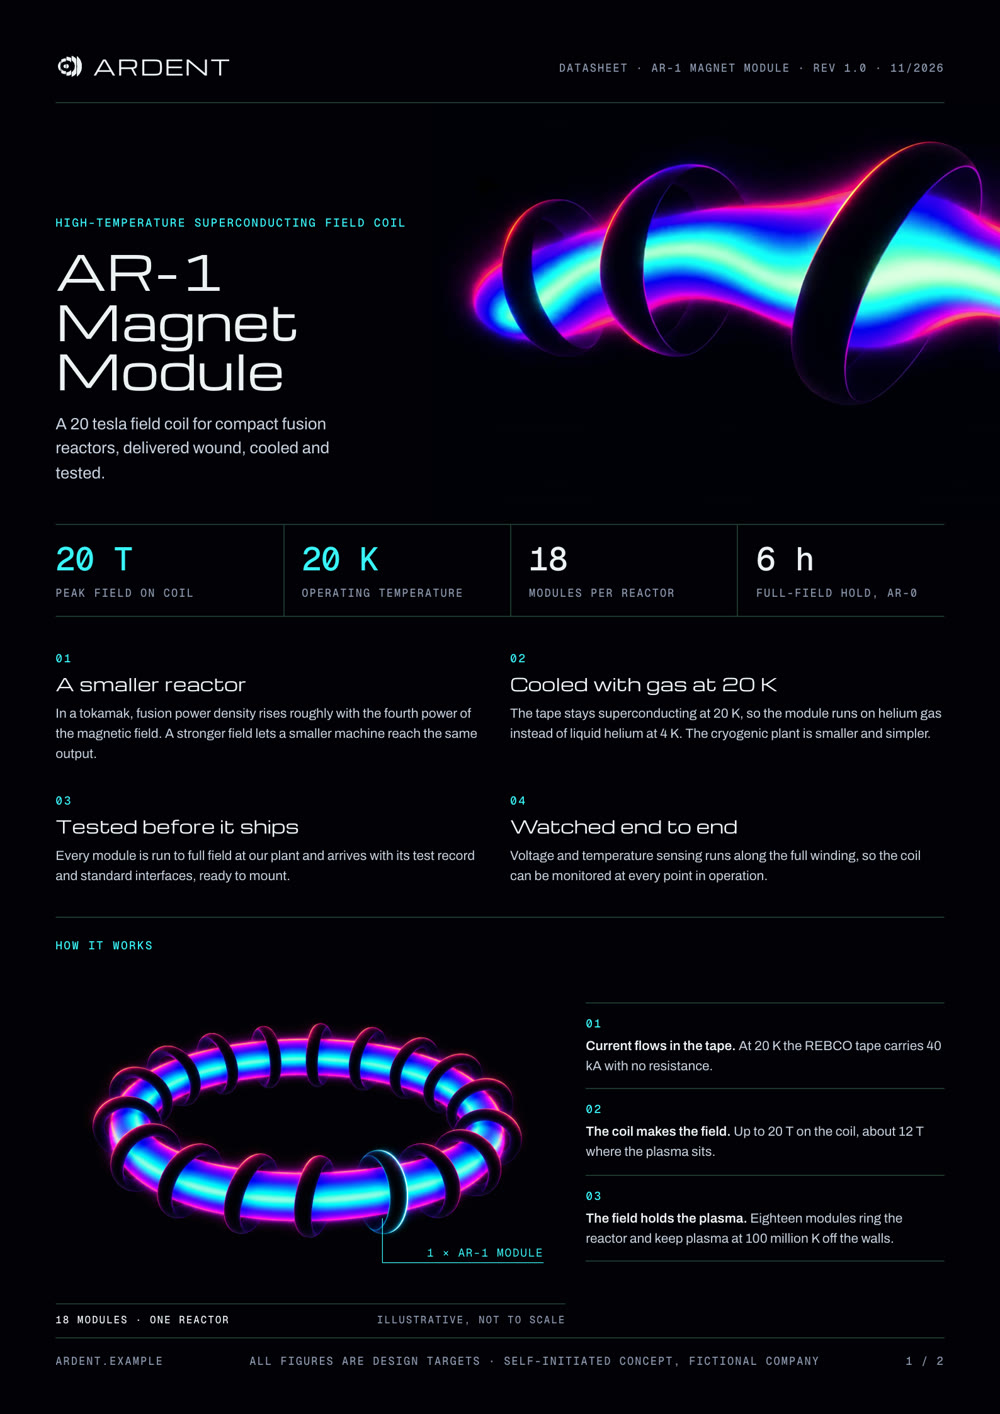 ARDENT
DATASHEET · AR-1 MAGNET MODULE · REV 1.0 · 11/2026
HIGH-TEMPERATURE SUPERCONDUCTING FIELD COIL
AR-1
Magnet
Module
A 20 tesla field coil for compact fusion
reactors, delivered wound, cooled and
tested.
20 T
PEAK FIELD ON COIL
20 K
OPERATING TEMPERATURE
18
MODULES PER REACTOR
6 h
FULL-FIELD HOLD, AR-0
01
A smaller reactor
In a tokamak, fusion power density rises roughly with the fourth power of
the magnetic field. A stronger field lets a smaller machine reach the same
output.
02
Cooled with gas at 20 K
The tape stays superconducting at 20 K, so the module runs on helium gas
instead of liquid helium at 4 K. The cryogenic plant is smaller and simpler.
03
Tested before it ships
Every module is run to full field at our plant and arrives with its test record
and standard interfaces, ready to mount.
04
Watched end to end
Voltage and temperature sensing runs along the full winding, so the coil
can be monitored at every point in operation.
HOW IT WORKS
1 × AR-1 MODULE
18 MODULES · ONE REACTOR
ILLUSTRATIVE, NOT TO SCALE
01
Current flows in the tape. At 20 K the REBCO tape carries 40
kA with no resistance.
02
The coil makes the field. Up to 20 T on the coil, about 12 T
where the plasma sits.
03
The field holds the plasma. Eighteen modules ring the
reactor and keep plasma at 100 million K off the walls.
ARDENT.EXAMPLE
ALL FIGURES ARE DESIGN TARGETS · SELF-INITIATED CONCEPT, FICTIONAL COMPANY
1 / 2